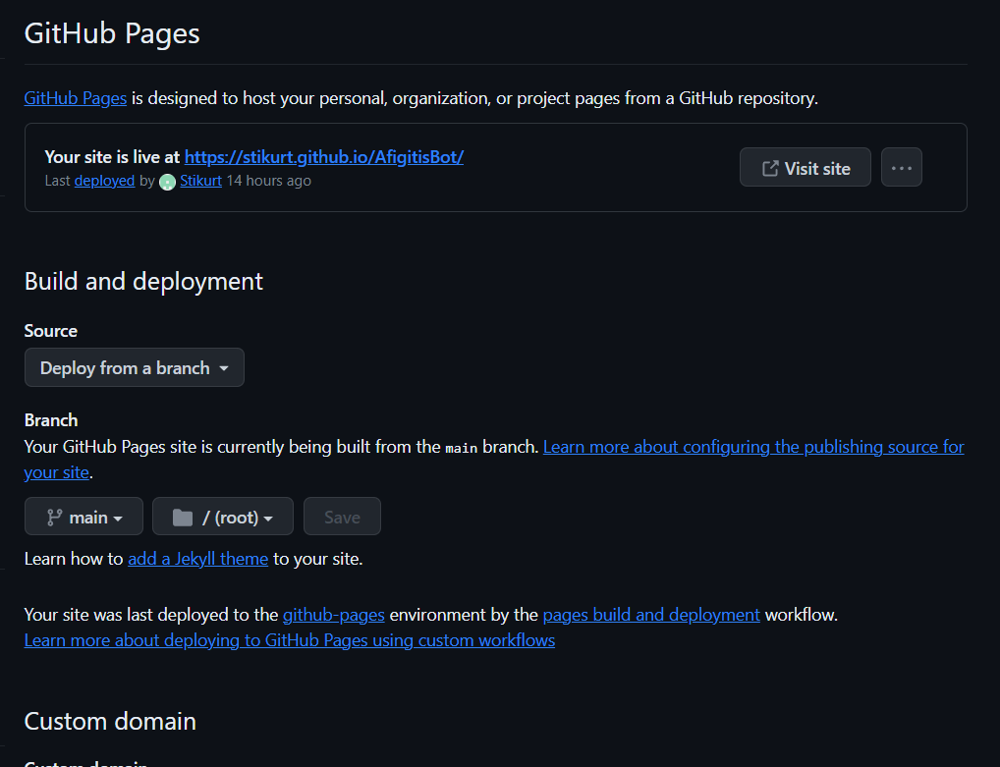 GitHub Pages
GitHub Pages is designed to host your personal, organization, or project pages from a GitHub repository.
Your site is live at https://stikurt.github.io/AfigitisBot/
Last deployed by Stikurt 14 hours ago
Visit site
Build and deployment
Source
Deploy from a branch
Branch
Your GitHub Pages site is currently being built from the main branch. Learn more about configuring the publishing source for
your site.
main
/ (root)
Save
Learn how to add a Jekyll theme to your site.
Your site was last deployed to the github-pages environment by the pages build and deployment workflow.
Learn more about deploying to GitHub Pages using custom workflows
Custom domain
Custom domain